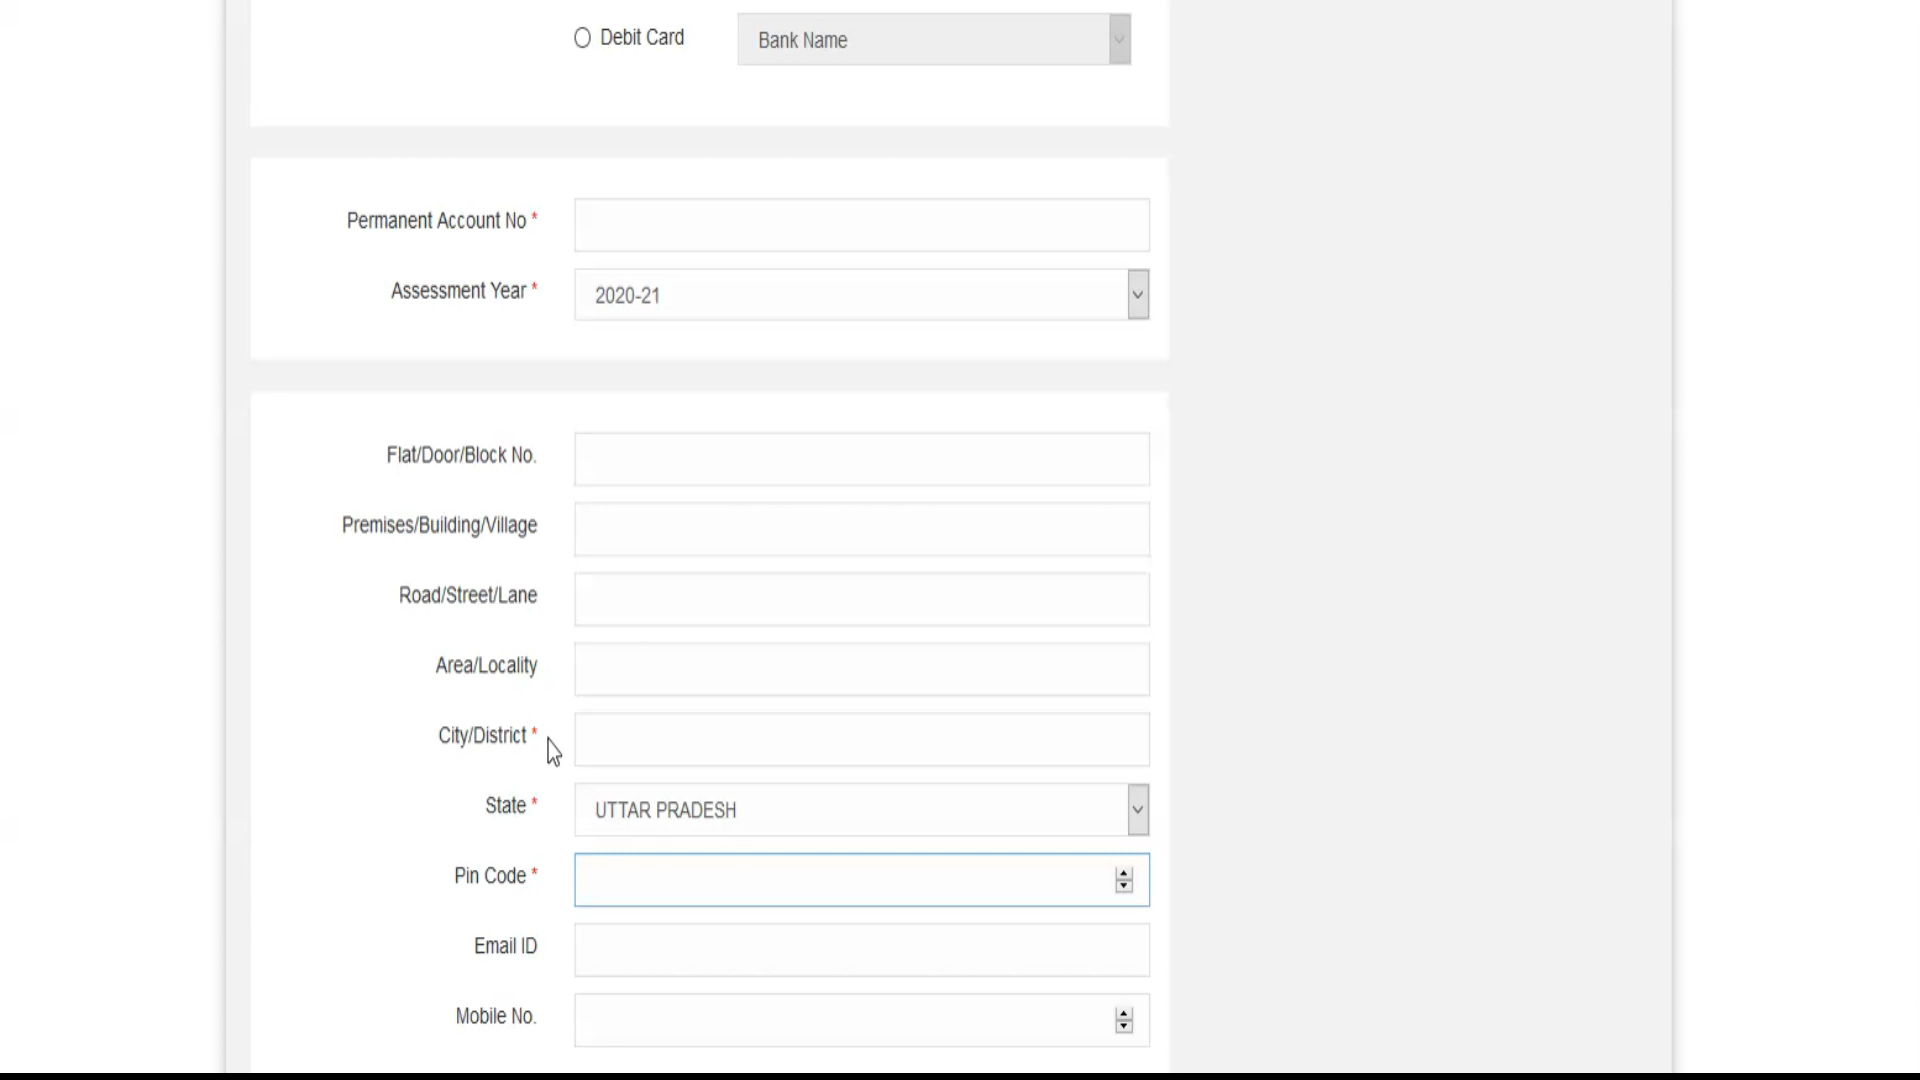 Debit Card Bank Name
Permanent Account No *
Assessment Year * 2020-21
Flat/Door/Block No.
Premises/Building/Village
Road/Street/Lane
Area/Locality
City/District *
State * UTTAR PRADESH
Pin Code *
Email ID
Mobile No.